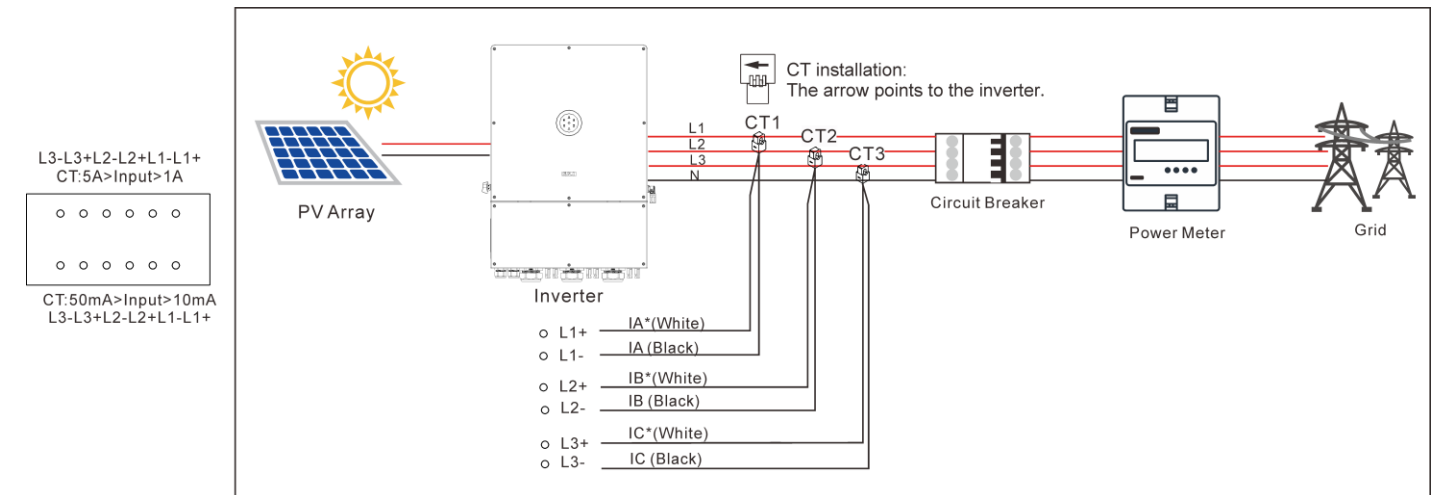 L3-L3+L2-L2+L1-L1+
CT:5A>Input>1A
CT:50mA>Input>10mA
L3-L3+L2-L2+L1-L1+
PV Array
Inverter
CT installation:
The arrow points to the inverter.
L1
L2
L3
N
CT1
CT2
CT3
Circuit Breaker
Power Meter
Grid
L1+ IA*(White)
L1- IA (Black)
L2+ IB*(White)
L2- IB (Black)
L3+ IC*(White)
L3- IC (Black)